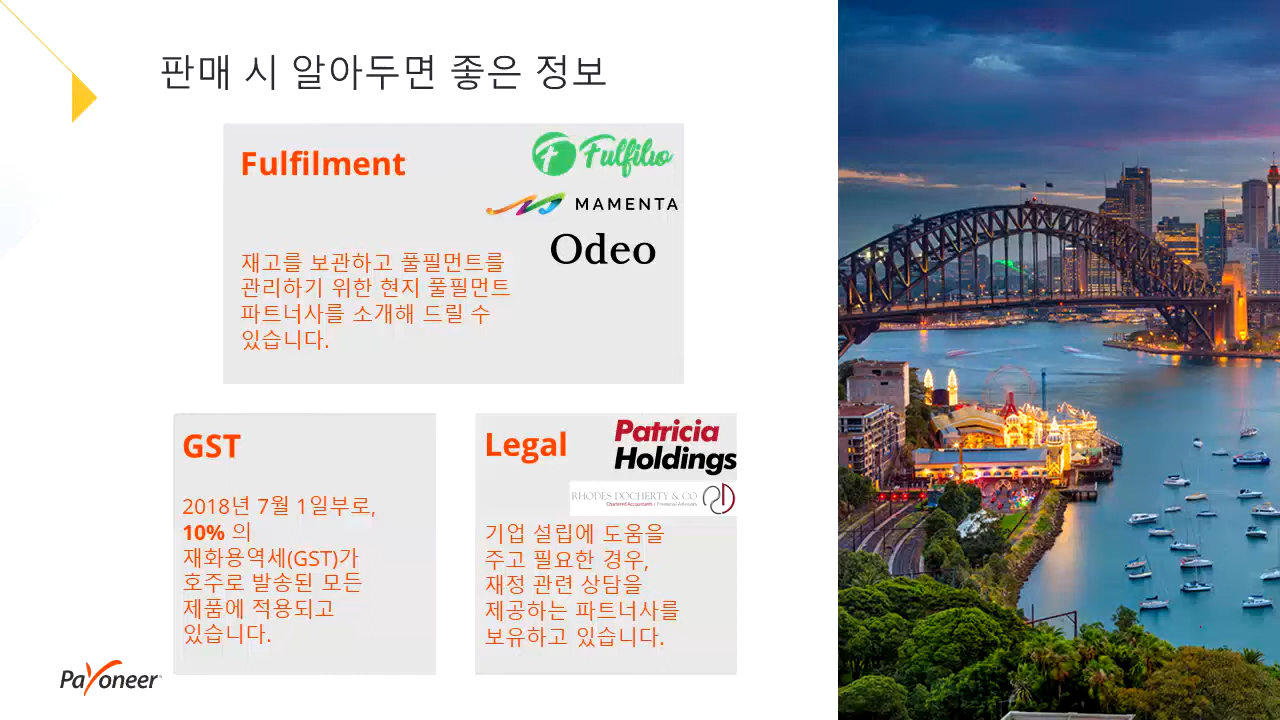 판매 시 알아두면 좋은 정보
Fulfilment
Fulfilio
MAMENTA
Odeo
재고를 보관하고 풀필먼트를
관리하기 위한 현지 풀필먼트
파트너사를 소개해 드릴 수
있습니다.
GST
2018년 7월 1일부로,
10% 의
재화용역세(GST)가
호주로 발송된 모든
제품에 적용되고
있습니다.
Legal
Patricia
Holdings
RHODES DOCHERTY & CO
Chartered Accountants | Financial Advisers
기업 설립에 도움을
주고 필요한 경우,
재정 관련 상담을
제공하는 파트너사를
보유하고 있습니다.
Payoneer